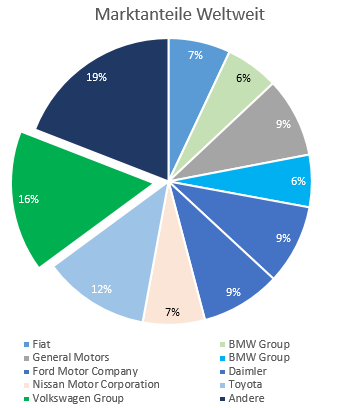 Marktanteile Weltweit
7%
6%
9%
6%
9%
9%
7%
12%
16%
19%
Fiat
BMW Group
General Motors
BMW Group
Ford Motor Company
Daimler
Nissan Motor Corporation
Toyota
Volkswagen Group
Andere